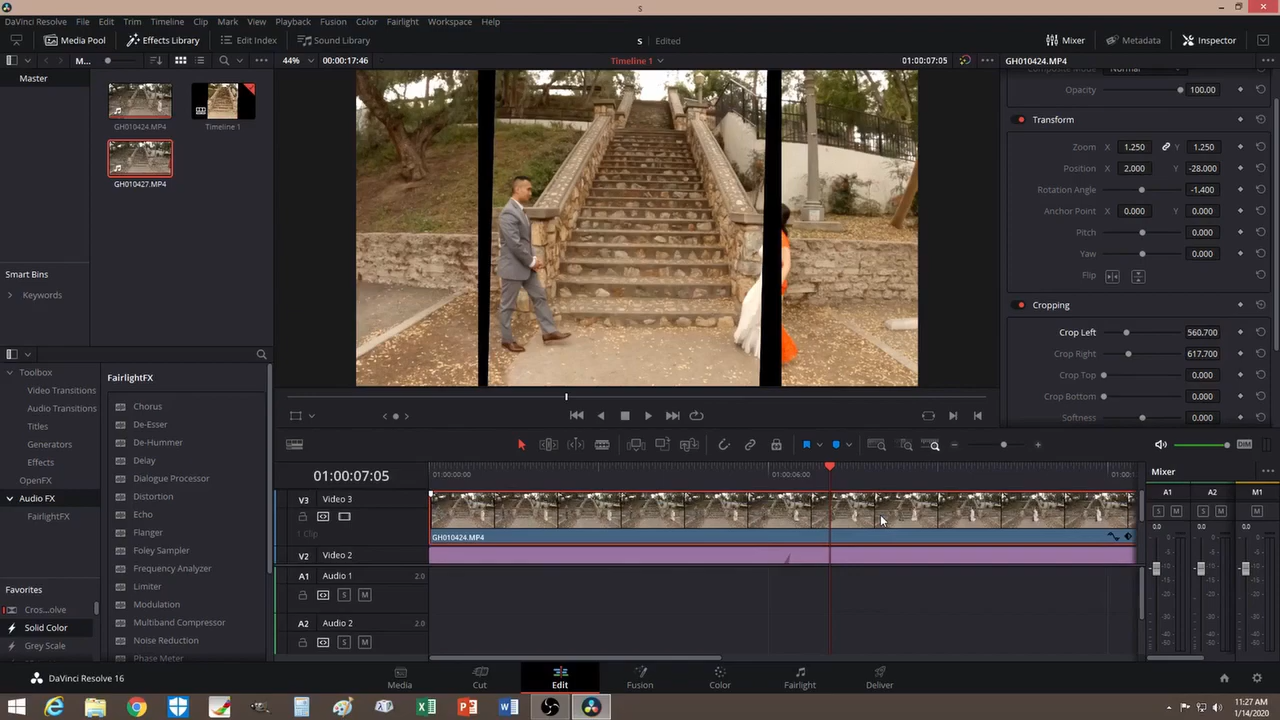 s
DaVinci Resolve File Edit Trim Timeline Clip Mark View Playback Fusion Color Fairlight Workspace Help
Media Pool Effects Library Edit Index Sound Library s Edited Mixer Metadata Inspector
M... 44% 00:00:17:46 Timeline 1 01:00:07:05 GH010424.MP4
Master
GH010424.MP4 Timeline 1
GH010427.MP4
Smart Bins
Keywords
Composite Mode Normal
Opacity 100.00
Transform
Zoom X 1.250 Y 1.250
Position X 2.000 Y -28.000
Rotation Angle -1.400
Anchor Point X 0.000 Y 0.000
Pitch 0.000
Yaw 0.000
Flip
Cropping
Crop Left 560.700
Crop Right 617.700
Crop Top 0.000
Crop Bottom 0.000
Softness 0.000
Toolbox
Video Transitions
Audio Transitions
Titles
Generators
Effects
OpenFX
Audio FX
FairlightFX
Favorites
Cros...olve
Solid Color
Grey Scale
FairlightFX
Chorus
De-Esser
De-Hummer
Delay
Dialogue Processor
Distortion
Echo
Flanger
Foley Sampler
Frequency Analyzer
Limiter
Modulation
Multiband Compressor
Noise Reduction
Phase Meter
DIM
01:00:07:05 01:00:00:00 01:00:06:00 01:00:
V3 Video 3
1 Clip
GH010424.MP4
V2 Video 2
A1 Audio 1 2.0
S M
A2 Audio 2 2.0
S M
Mixer
A1 A2 M1
S M S M M
0.0 0.0 0.0
DaVinci Resolve 16
Media Cut Edit Fusion Color Fairlight Deliver
11:27 AM
1/14/2020